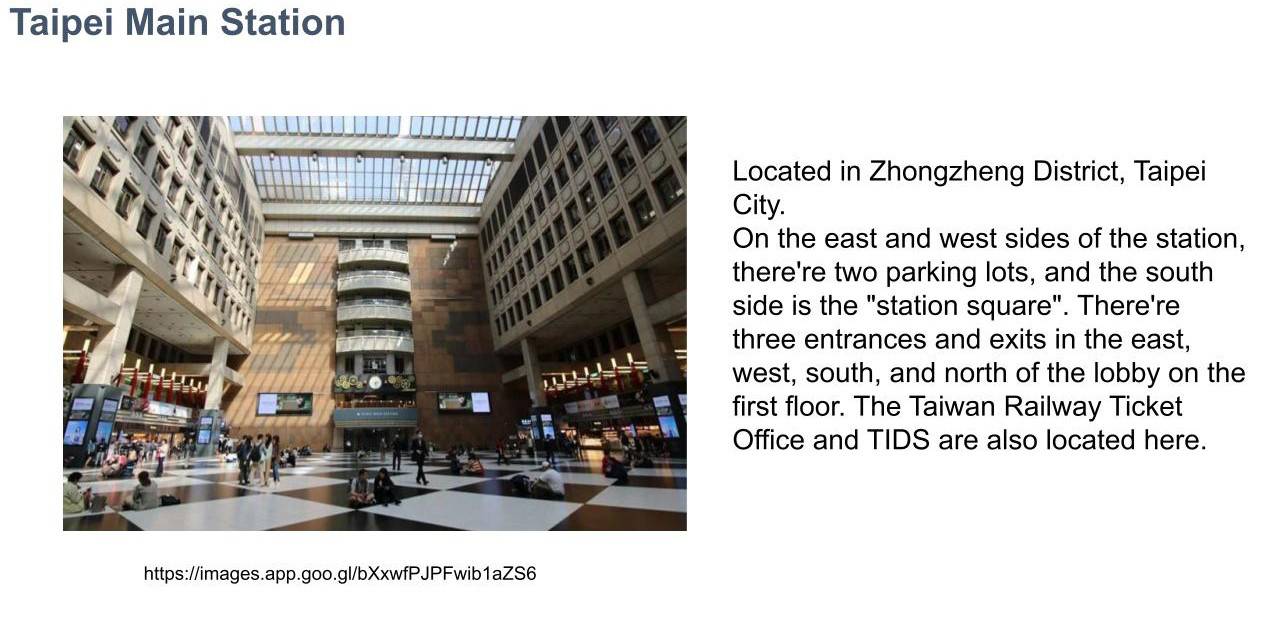 Taipei Main Station
Located in Zhongzheng District, Taipei
City.
On the east and west sides of the station,
there're two parking lots, and the south
side is the "station square". There're
three entrances and exits in the east,
west, south, and north of the lobby on the
first floor. The Taiwan Railway Ticket
Office and TIDS are also located here.
https://images.app.goo.gl/bXxwfPJPFwib1aZS6